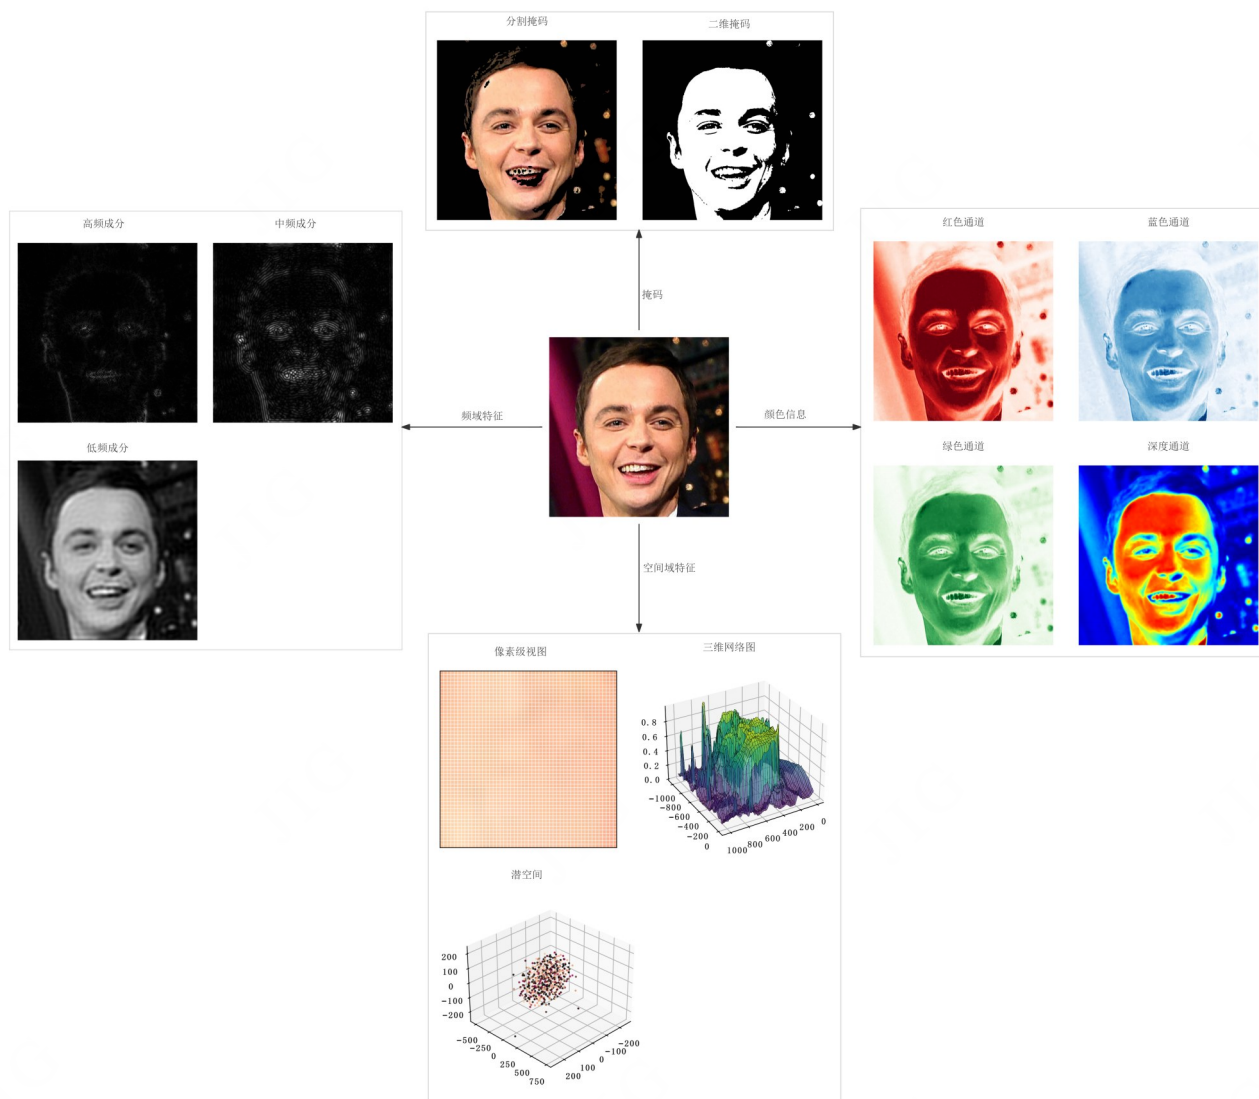 分割掩码
二维掩码
高频成分
中频成分
低频成分
掩码
频域特征
颜色信息
空间域特征
红色通道
蓝色通道
绿色通道
深度通道
像素级视图
三维网络图
0.8
0.6
0.4
0.2
0.0
-1000
-800
-600
-400
-200
0
1000
800
600
400
200
0
潜空间
200
100
0
-100
-200
-500
-250
0
250
500
750
200
100
0
-100
-200